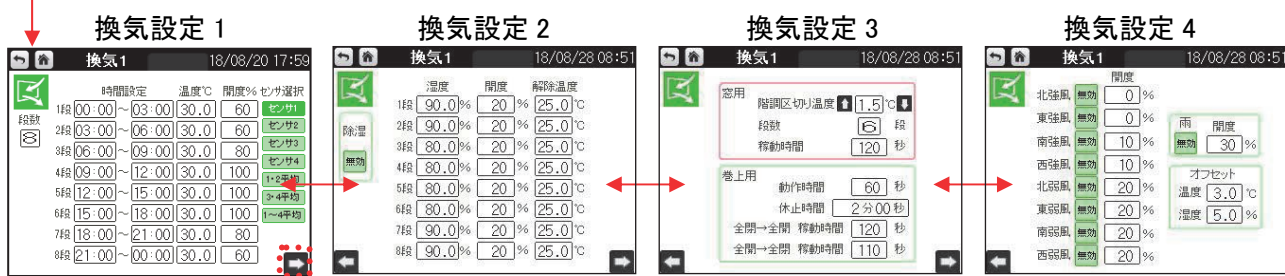 換気設定 1
換気1 18/08/20 17:59
時間設定 温度℃ 開度% センサ選択
段数
8
1段 00:00 ~ 03:00 30.0 60 センサ1
2段 03:00 ~ 06:00 30.0 60 センサ2
3段 06:00 ~ 09:00 30.0 80 センサ3
4段 09:00 ~ 12:00 30.0 100 センサ4
5段 12:00 ~ 15:00 30.0 100 1・2平均
6段 15:00 ~ 18:00 30.0 100 3・4平均
7段 18:00 ~ 21:00 30.0 80 1~4平均
8段 21:00 ~ 00:00 30.0 60
換気設定 2
換気1 18/08/28 08:51
湿度 開度 解除温度
除湿
無効
1段 90.0% 20 % 25.0℃
2段 90.0% 20 % 25.0℃
3段 80.0% 20 % 25.0℃
4段 80.0% 20 % 25.0℃
5段 80.0% 20 % 25.0℃
6段 80.0% 20 % 25.0℃
7段 90.0% 20 % 25.0℃
8段 90.0% 20 % 25.0℃
換気設定 3
換気1 18/08/28 08:51
窓用
階調区切り温度 1.5 ℃
段数 6 段
稼動時間 120 秒
巻上用
動作時間 60 秒
休止時間 2分00秒
全開→全閉 稼動時間 120 秒
全閉→全開 稼動時間 110 秒
換気設定 4
換気1 18/08/28 08:51
開度
北強風 無効 0 %
東強風 無効 0 %
南強風 無効 10 %
西強風 無効 10 %
北弱風 無効 20 %
東弱風 無効 20 %
南弱風 無効 20 %
西弱風 無効 20 %
雨 開度
無効 30 %
オフセット
温度 3.0 ℃
湿度 5.0 %